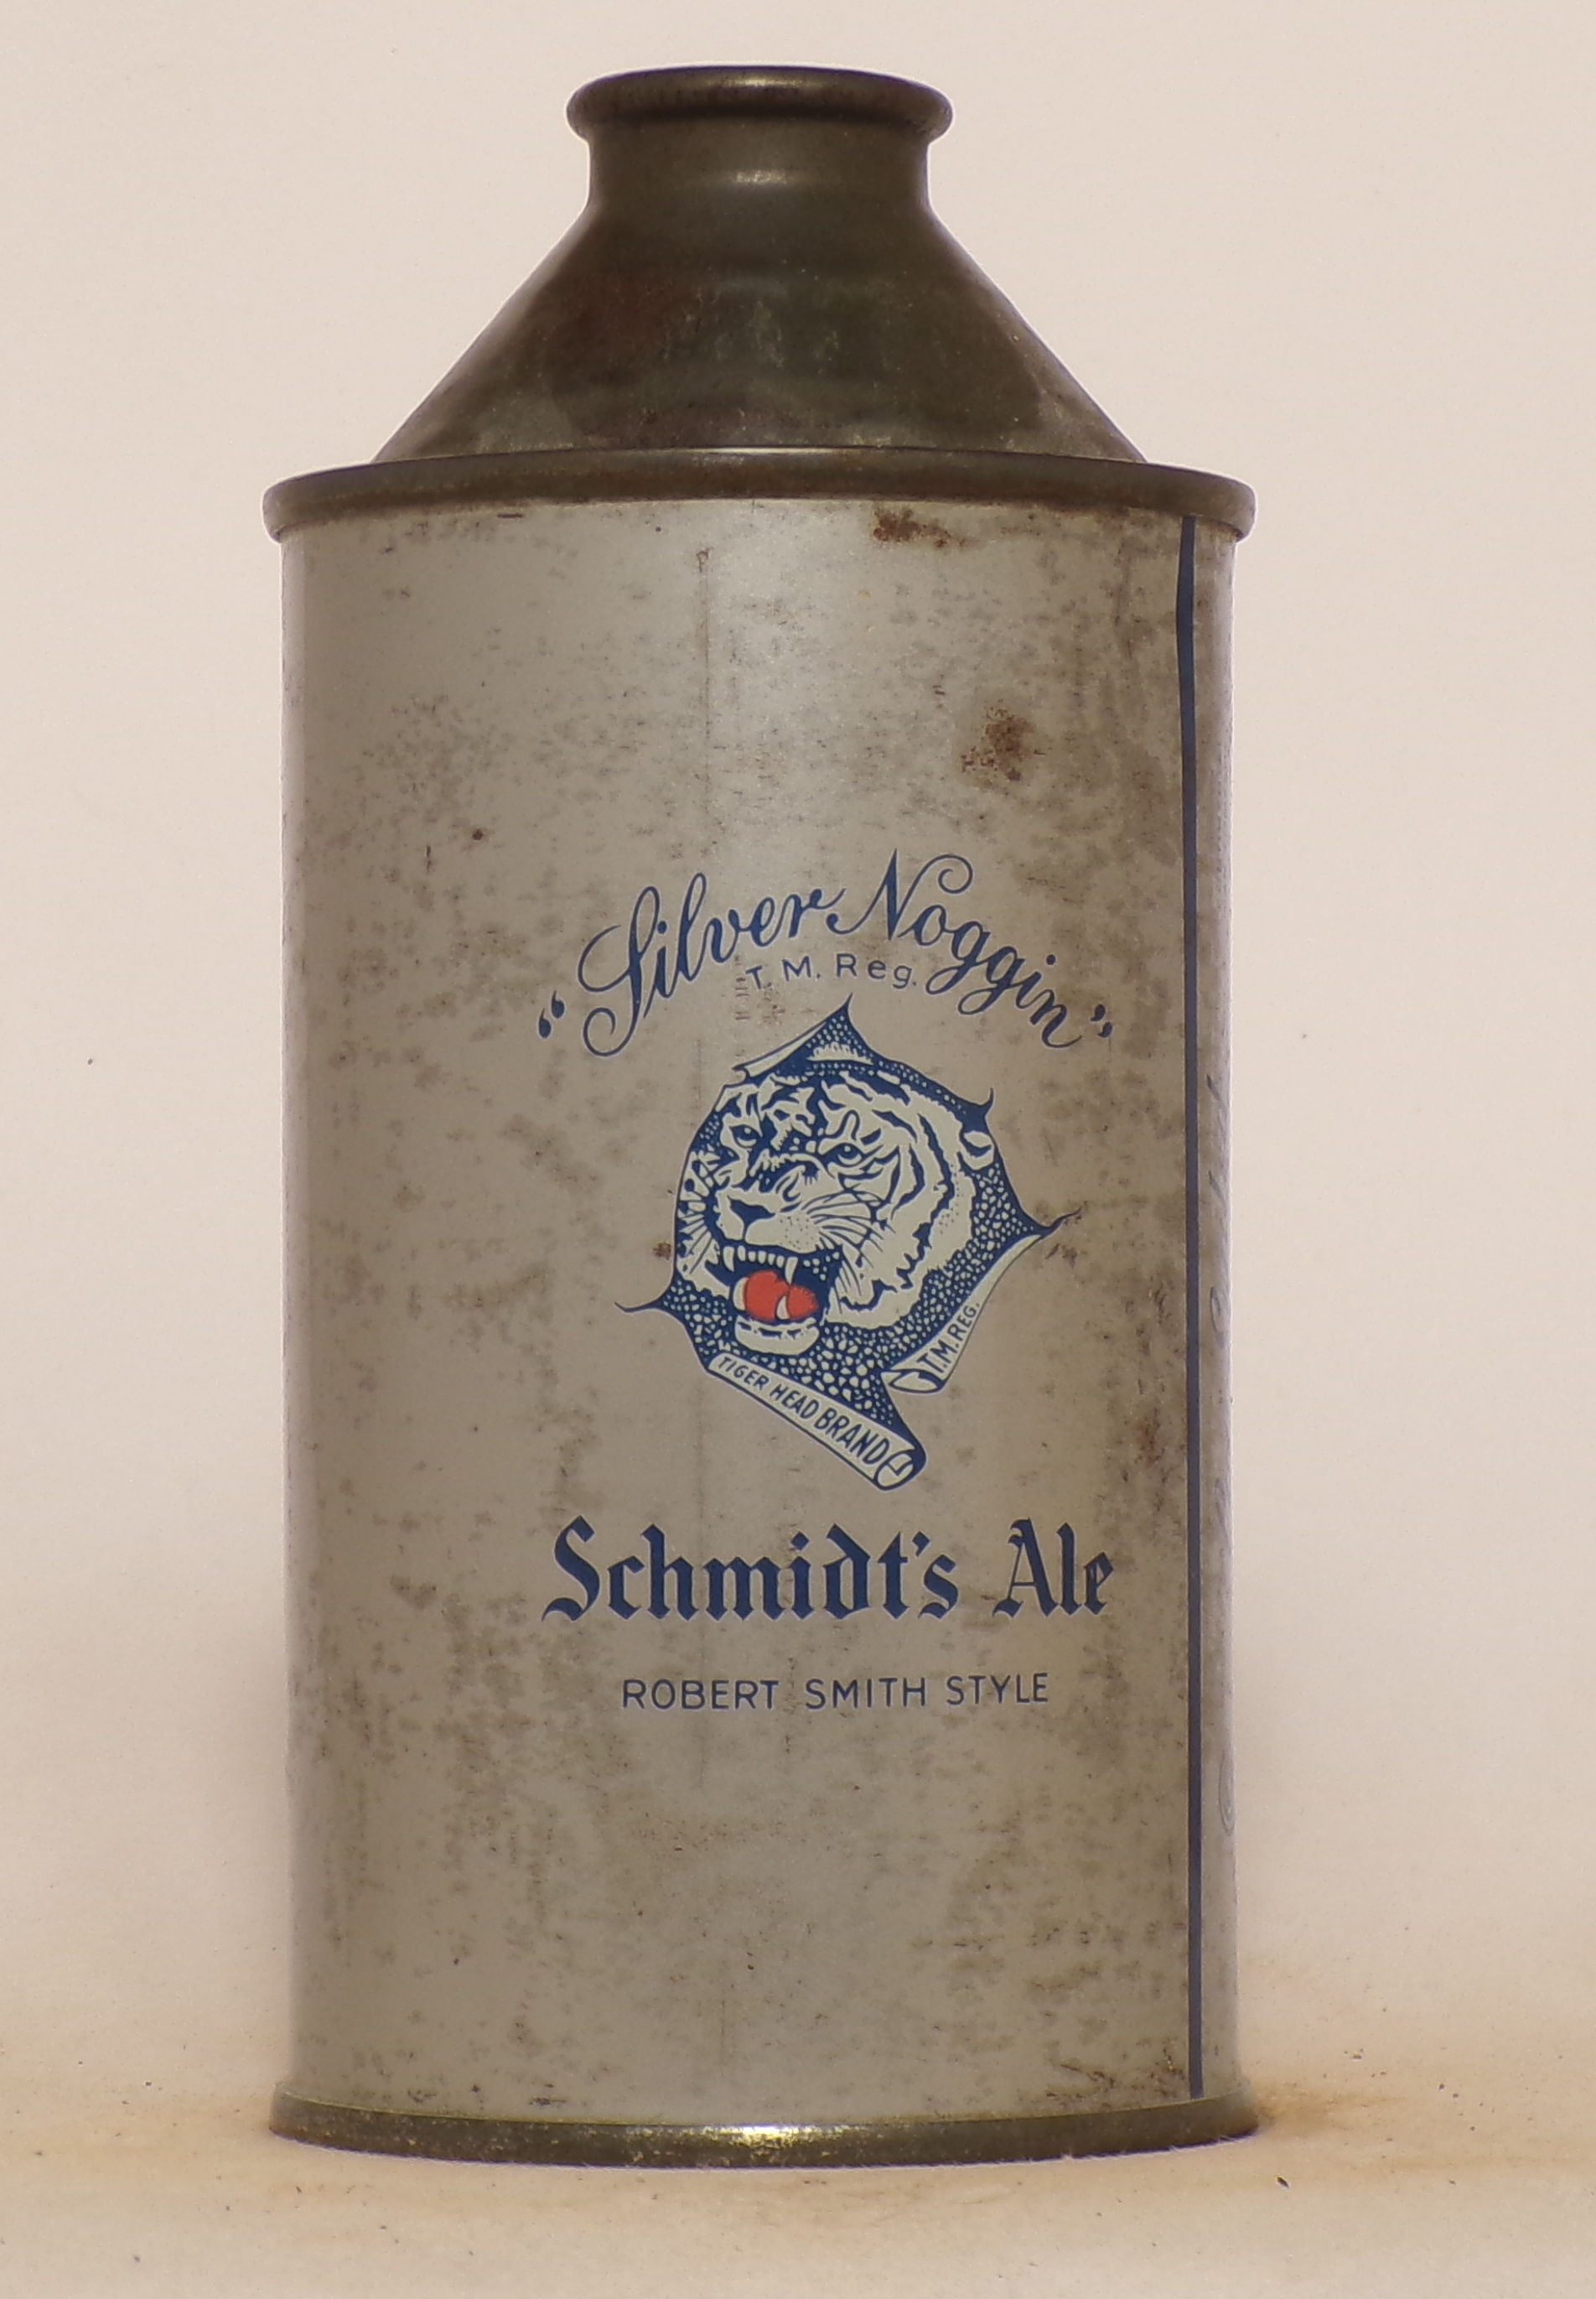 “Silver Noggin”
T.M. Reg.
T.M. REG.
TIGER HEAD BRAND
Schmidt's Ale
ROBERT SMITH STYLE